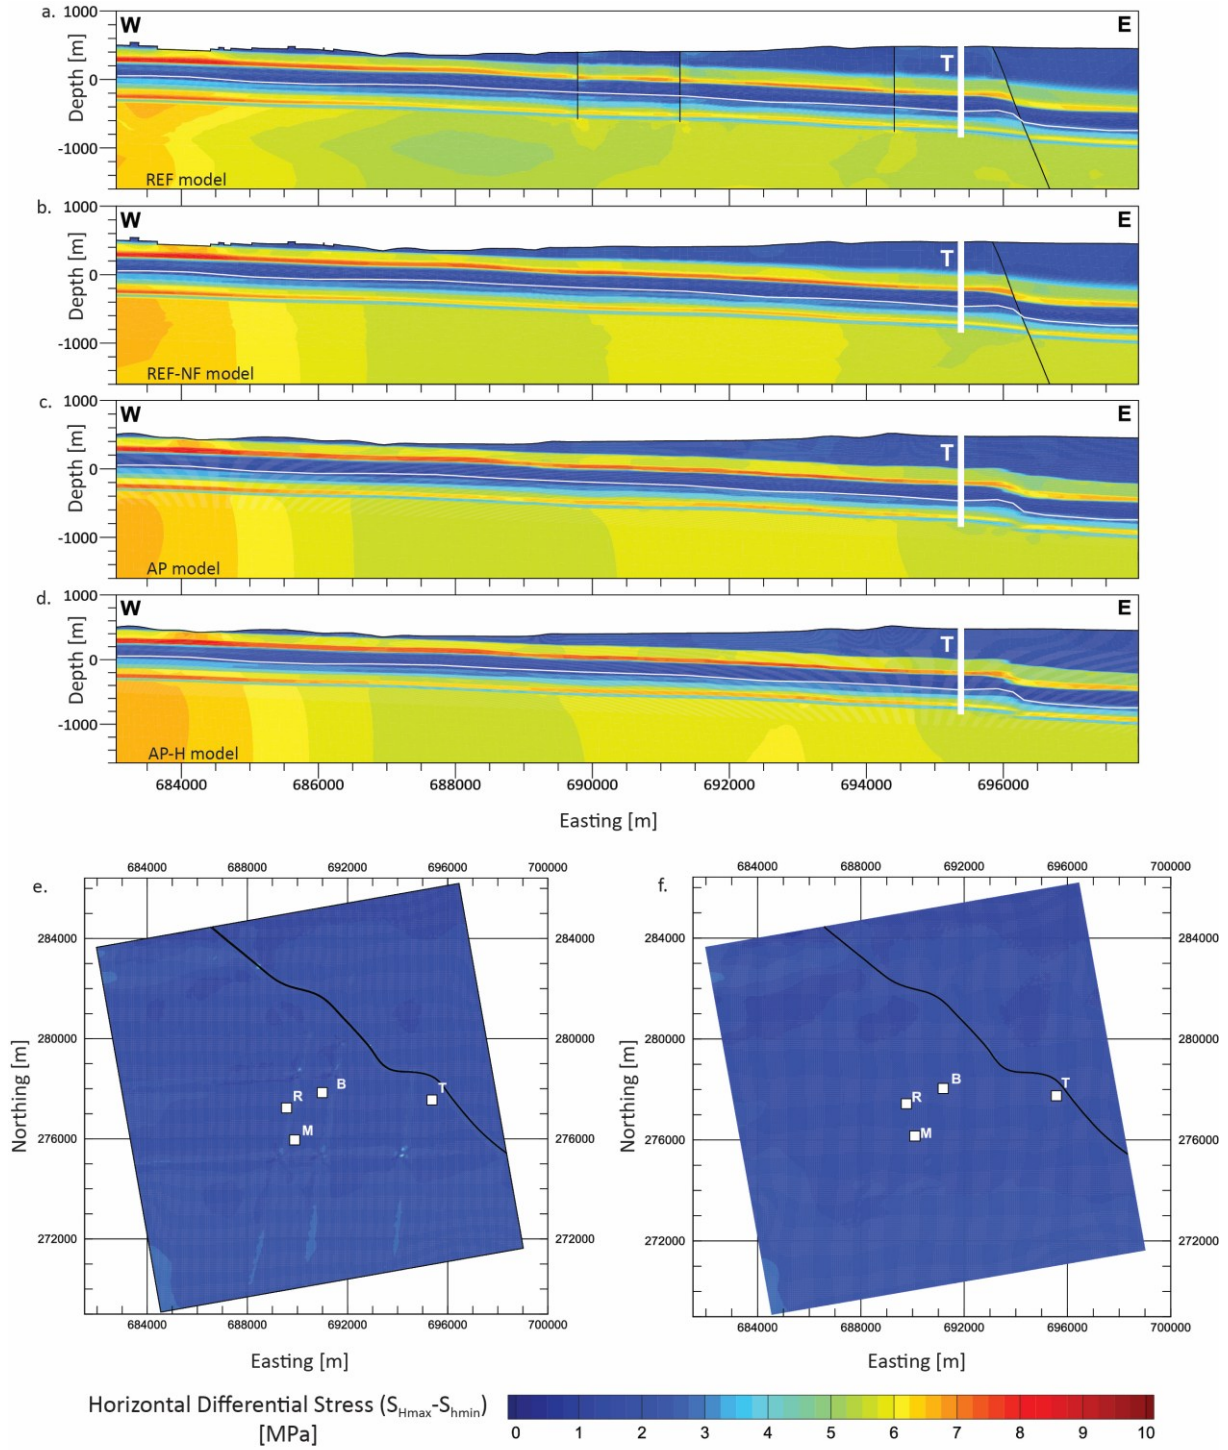 a.
1000
W
E
Depth [m]
0
T
-1000
REF model
b.
1000
W
E
Depth [m]
0
T
-1000
REF-NF model
c.
1000
W
E
Depth [m]
0
T
-1000
AP model
d.
1000
W
E
Depth [m]
0
T
-1000
AP-H model
684000 686000 688000 690000 692000 694000 696000
Easting [m]
e.
684000 688000 692000 696000 700000
284000 284000
280000 280000
276000 276000
272000 272000
Northing [m]
R
B
T
M
684000 688000 692000 696000 700000
Easting [m]
f.
684000 688000 692000 696000 700000
284000 284000
280000 280000
276000 276000
272000 272000
Northing [m]
R
B
T
M
684000 688000 692000 696000 700000
Easting [m]
Horizontal Differential Stress (SHmax-Shmin)
[MPa]
0 1 2 3 4 5 6 7 8 9 10